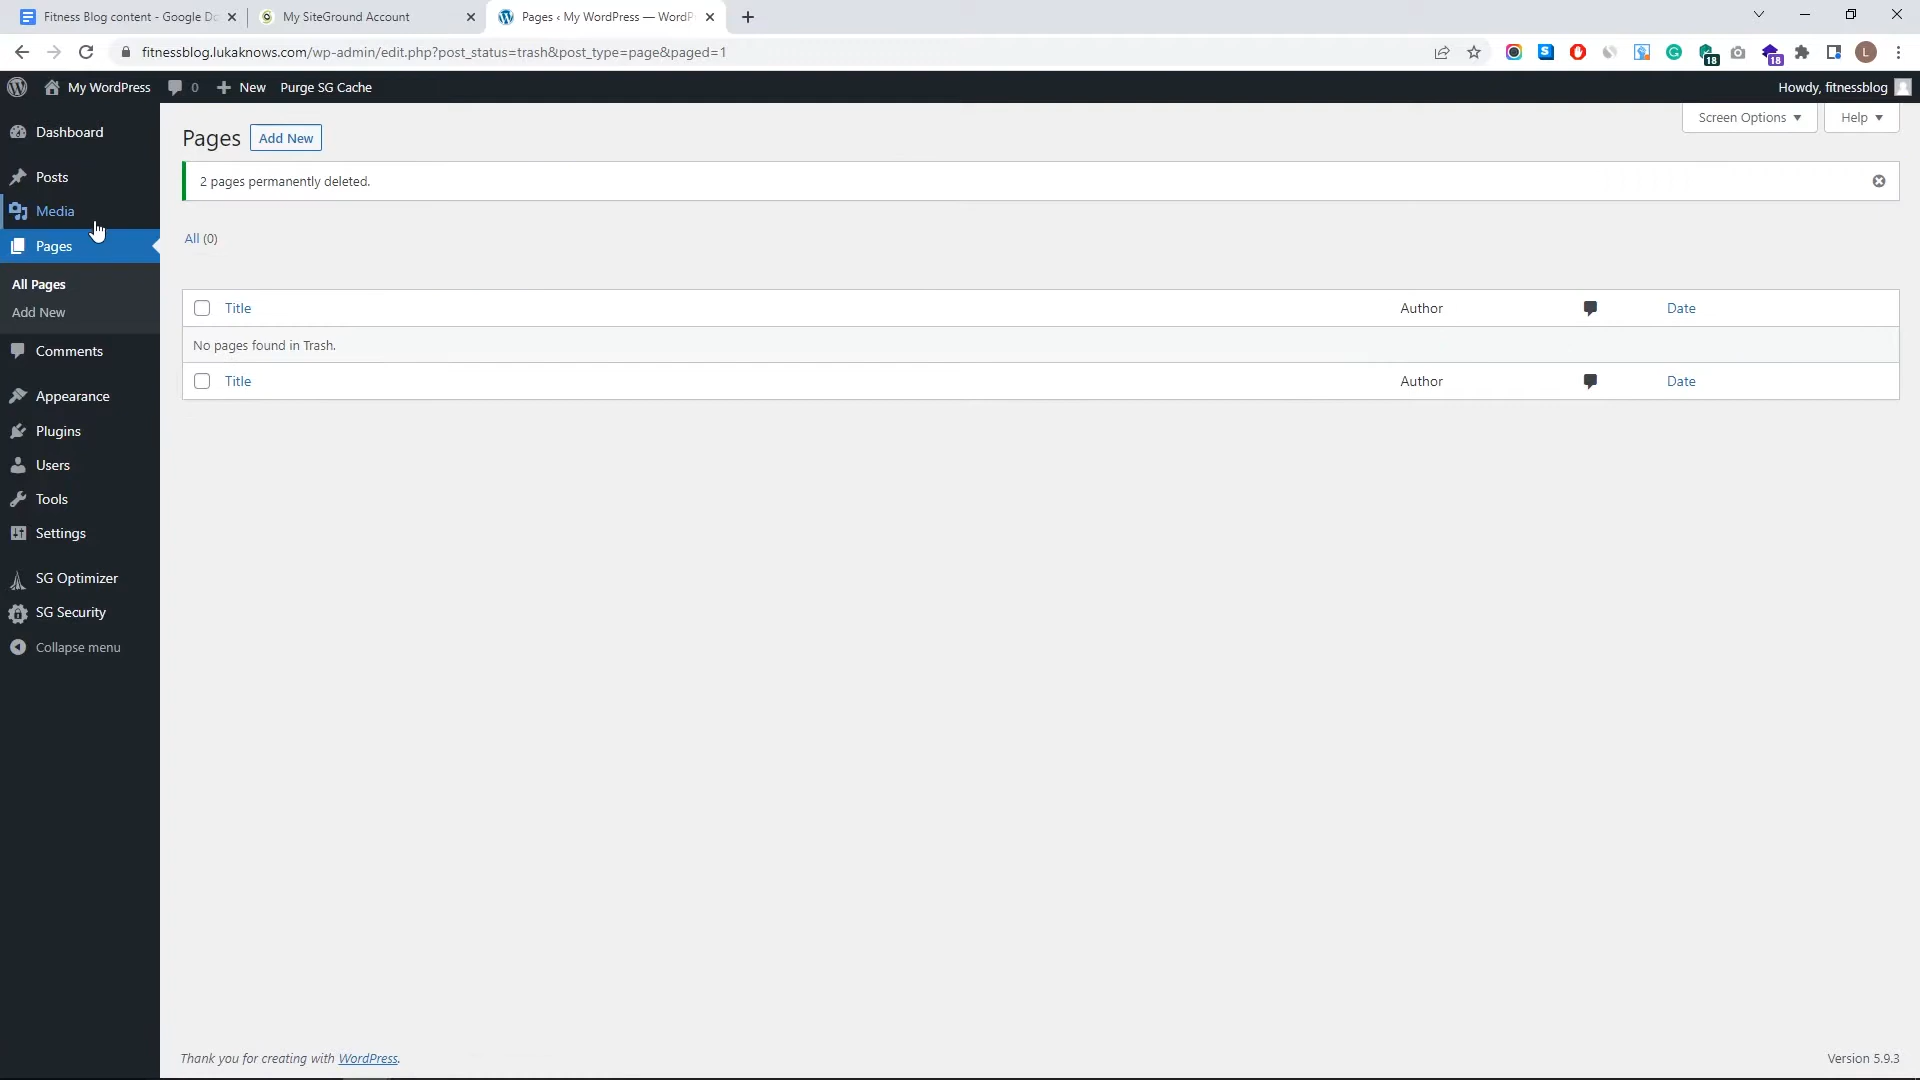 Fitness Blog content - Google Do
My SiteGround Account
Pages ‹ My WordPress — WordP
fitnessblog.lukaknows.com/wp-admin/edit.php?post_status=trash&post_type=page&paged=1
S
G
18
18
L
My WordPress
0
New
Purge SG Cache
Howdy, fitnessblog
Dashboard
Posts
Media
Pages
All Pages
Add New
Comments
Appearance
Plugins
Users
Tools
Settings
SG Optimizer
SG Security
Collapse menu
Screen Options
Help
Pages
Add New
2 pages permanently deleted.
All (0)
Title
Author
Date
No pages found in Trash.
Title
Author
Date
Thank you for creating with WordPress.
Version 5.9.3